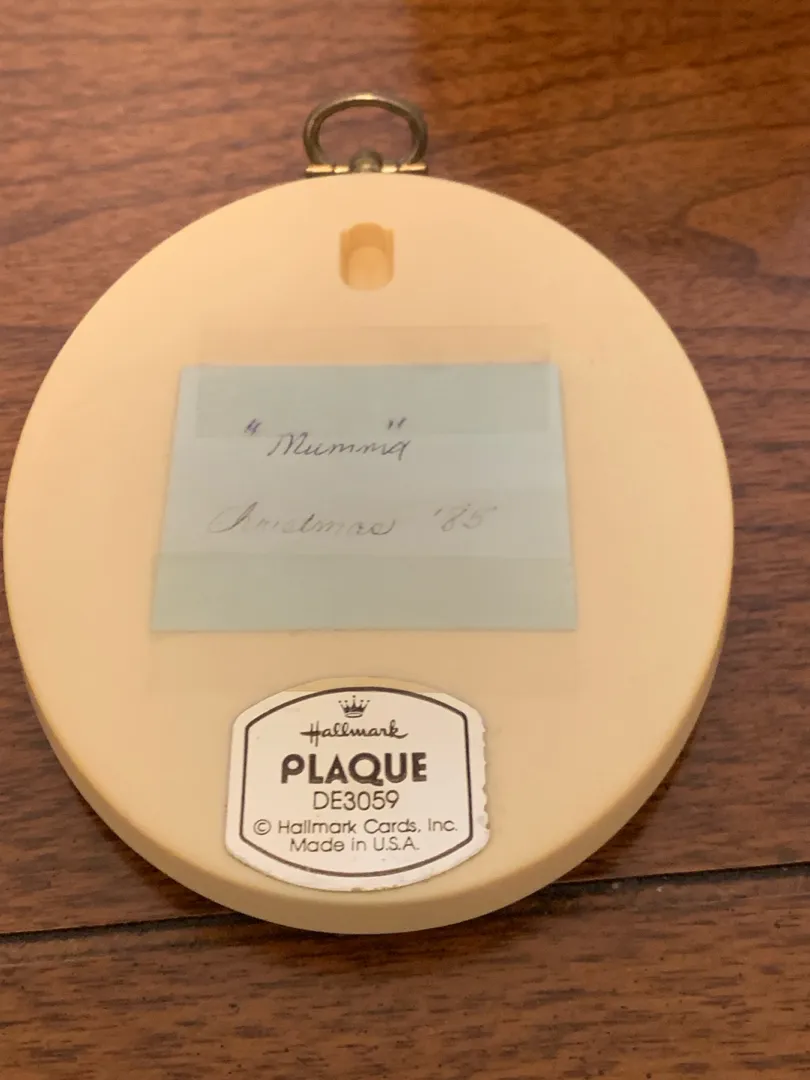 "Mumma"
Christmas '85
Hallmark
PLAQUE
DE3059
© Hallmark Cards, Inc.
Made in U.S.A.